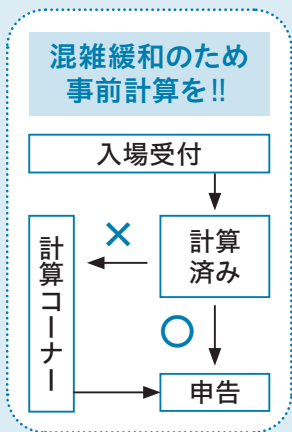 混雑緩和のため
事前計算を!!
入場受付
計算
済み
×
計算コーナー
○
申告